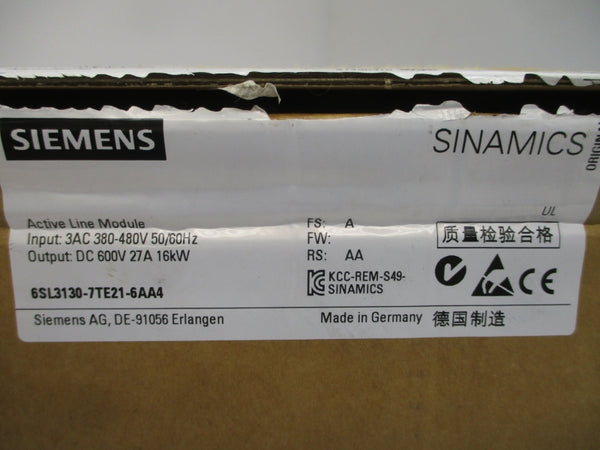 SIEMENS
SINAMICS
ORIGINAL
UL
Active Line Module
Input: 3AC 380-480V 50/60Hz
Output: DC 600V 27A 16kW
FS: A
FW:
RS: AA
质量检验合格
KCC-REM-S49-
SINAMICS
CE
6SL3130-7TE21-6AA4
Siemens AG, DE-91056 Erlangen
Made in Germany 德国制造